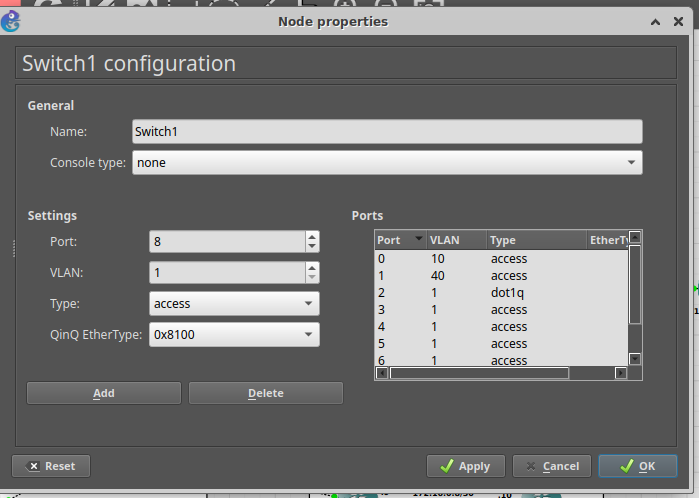 Node properties
Switch1 configuration
General
Name: Switch1
Console type: none
Settings
Port: 8
VLAN: 1
Type: access
QinQ EtherType: 0x8100
Add Delete
Ports
Port VLAN Type EtherTy
0 10 access
1 40 access
2 1 dot1q
3 1 access
4 1 access
5 1 access
6 1 access
Reset Apply Cancel OK